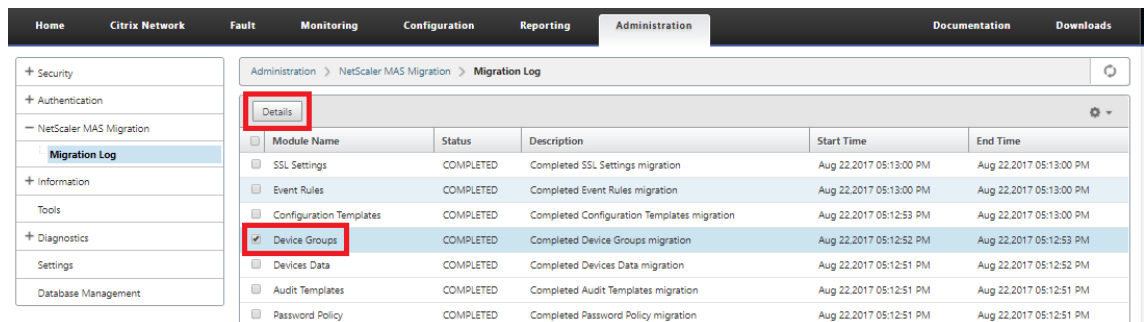 Home Citrix Network Fault Monitoring Configuration Reporting Administration Documentation Downloads
+ Security
+ Authentication
− NetScaler MAS Migration
Migration Log
+ Information
Tools
+ Diagnostics
Settings
Database Management
Administration > NetScaler MAS Migration > Migration Log
Details
Module Name Status Description Start Time End Time
SSL Settings COMPLETED Completed SSL Settings migration Aug 22,2017 05:13:00 PM Aug 22,2017 05:13:00 PM
Event Rules COMPLETED Completed Event Rules migration Aug 22,2017 05:13:00 PM Aug 22,2017 05:13:00 PM
Configuration Templates COMPLETED Completed Configuration Templates migration Aug 22,2017 05:12:53 PM Aug 22,2017 05:13:00 PM
Device Groups COMPLETED Completed Device Groups migration Aug 22,2017 05:12:52 PM Aug 22,2017 05:12:53 PM
Devices Data COMPLETED Completed Devices Data migration Aug 22,2017 05:12:51 PM Aug 22,2017 05:12:52 PM
Audit Templates COMPLETED Completed Audit Templates migration Aug 22,2017 05:12:51 PM Aug 22,2017 05:12:51 PM
Password Policy COMPLETED Completed Password Policy migration Aug 22,2017 05:12:51 PM Aug 22,2017 05:12:51 PM